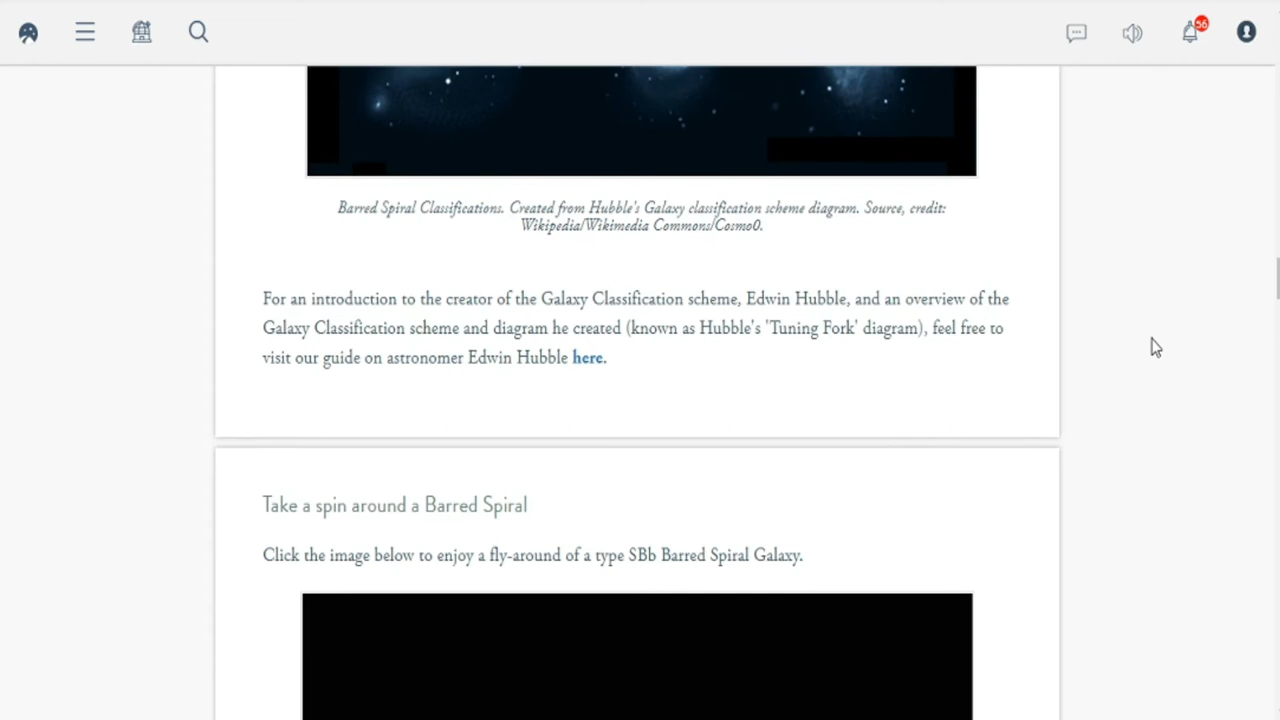 56
Barred Spiral Classifications. Created from Hubble's Galaxy classification scheme diagram. Source, credit:
Wikipedia/Wikimedia Commons/Cosmo0.
For an introduction to the creator of the Galaxy Classification scheme, Edwin Hubble, and an overview of the
Galaxy Classification scheme and diagram he created (known as Hubble's 'Tuning Fork' diagram), feel free to
visit our guide on astronomer Edwin Hubble here.
Take a spin around a Barred Spiral
Click the image below to enjoy a fly-around of a type SBb Barred Spiral Galaxy.